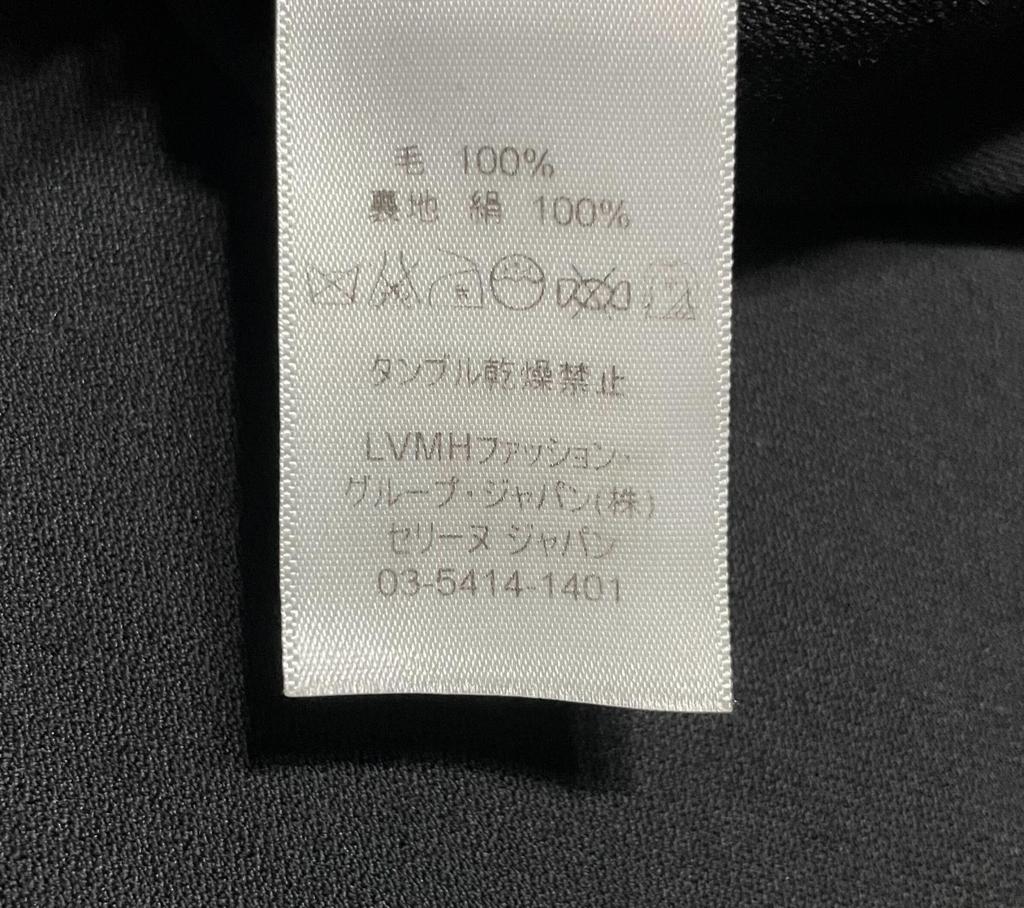 毛 100%
裏地 絹 100%
タンブル乾燥禁止
LVMHファッション・
グループ・ジャパン(株)
セリーヌ ジャパン
03-5414-1401